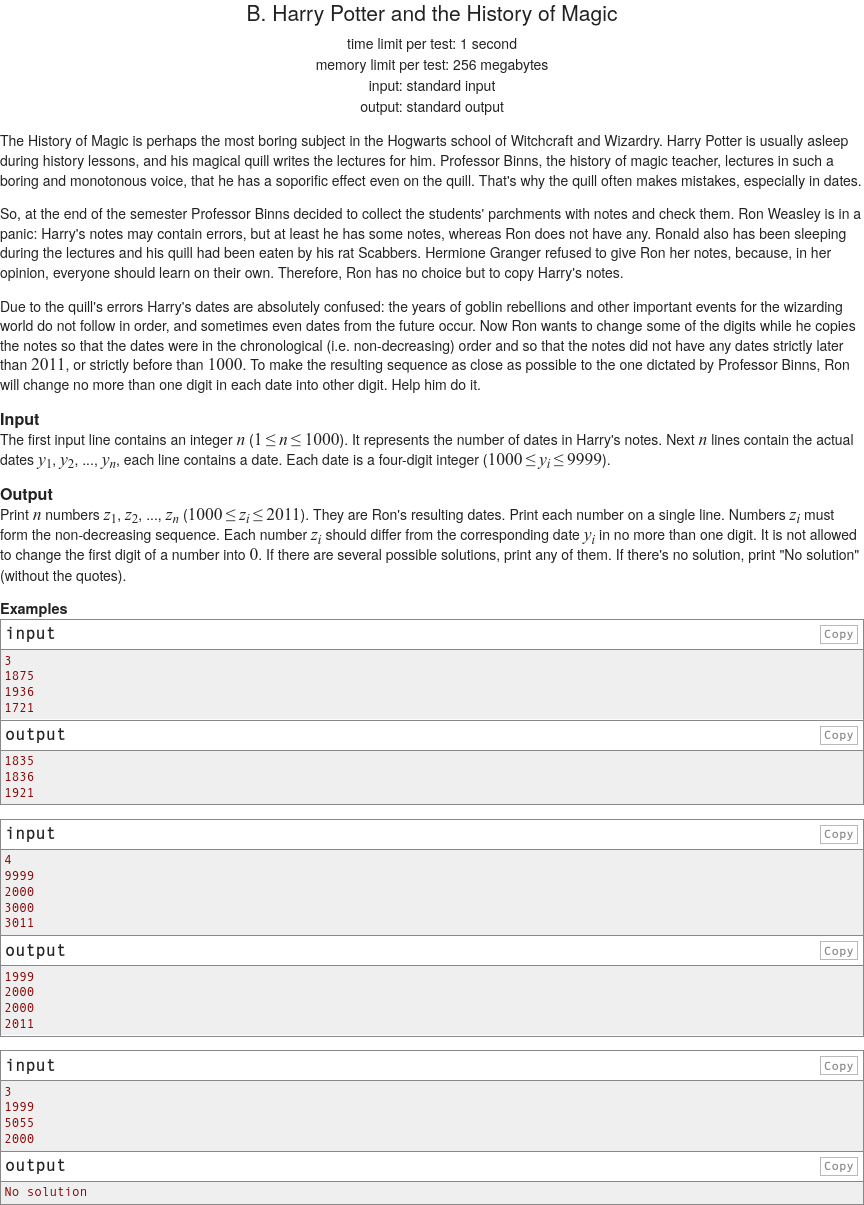 B. Harry Potter and the History of Magic
time limit per test: 1 second
memory limit per test: 256 megabytes
input: standard input
output: standard output
The History of Magic is perhaps the most boring subject in the Hogwarts school of Witchcraft and Wizardry. Harry Potter is usually asleep
during history lessons, and his magical quill writes the lectures for him. Professor Binns, the history of magic teacher, lectures in such a
boring and monotonous voice, that he has a soporific effect even on the quill. That's why the quill often makes mistakes, especially in dates.
So, at the end of the semester Professor Binns decided to collect the students' parchments with notes and check them. Ron Weasley is in a
panic: Harry's notes may contain errors, but at least he has some notes, whereas Ron does not have any. Ronald also has been sleeping
during the lectures and his quill had been eaten by his rat Scabbers. Hermione Granger refused to give Ron her notes, because, in her
opinion, everyone should learn on their own. Therefore, Ron has no choice but to copy Harry's notes.
Due to the quill's errors Harry's dates are absolutely confused: the years of goblin rebellions and other important events for the wizarding
world do not follow in order, and sometimes even dates from the future occur. Now Ron wants to change some of the digits while he copies
the notes so that the dates were in the chronological (i.e. non-decreasing) order and so that the notes did not have any dates strictly later
than 2011, or strictly before than 1000. To make the resulting sequence as close as possible to the one dictated by Professor Binns, Ron
will change no more than one digit in each date into other digit. Help him do it.
Input
The first input line contains an integer n (1 ≤ n ≤ 1000). It represents the number of dates in Harry's notes. Next n lines contain the actual
dates y1, y2, ..., yn, each line contains a date. Each date is a four-digit integer (1000 ≤ yi ≤ 9999).
Output
Print n numbers z1, z2, ..., zn (1000 ≤ zi ≤ 2011). They are Ron's resulting dates. Print each number on a single line. Numbers zi must
form the non-decreasing sequence. Each number zi should differ from the corresponding date yi in no more than one digit. It is not allowed
to change the first digit of a number into 0. If there are several possible solutions, print any of them. If there's no solution, print "No solution"
(without the quotes).
Examples
input Copy
3
1875
1936
1721
output Copy
1835
1836
1921
input Copy
4
9999
2000
3000
3011
output Copy
1999
2000
2000
2011
input Copy
3
1999
5055
2000
output Copy
No solution